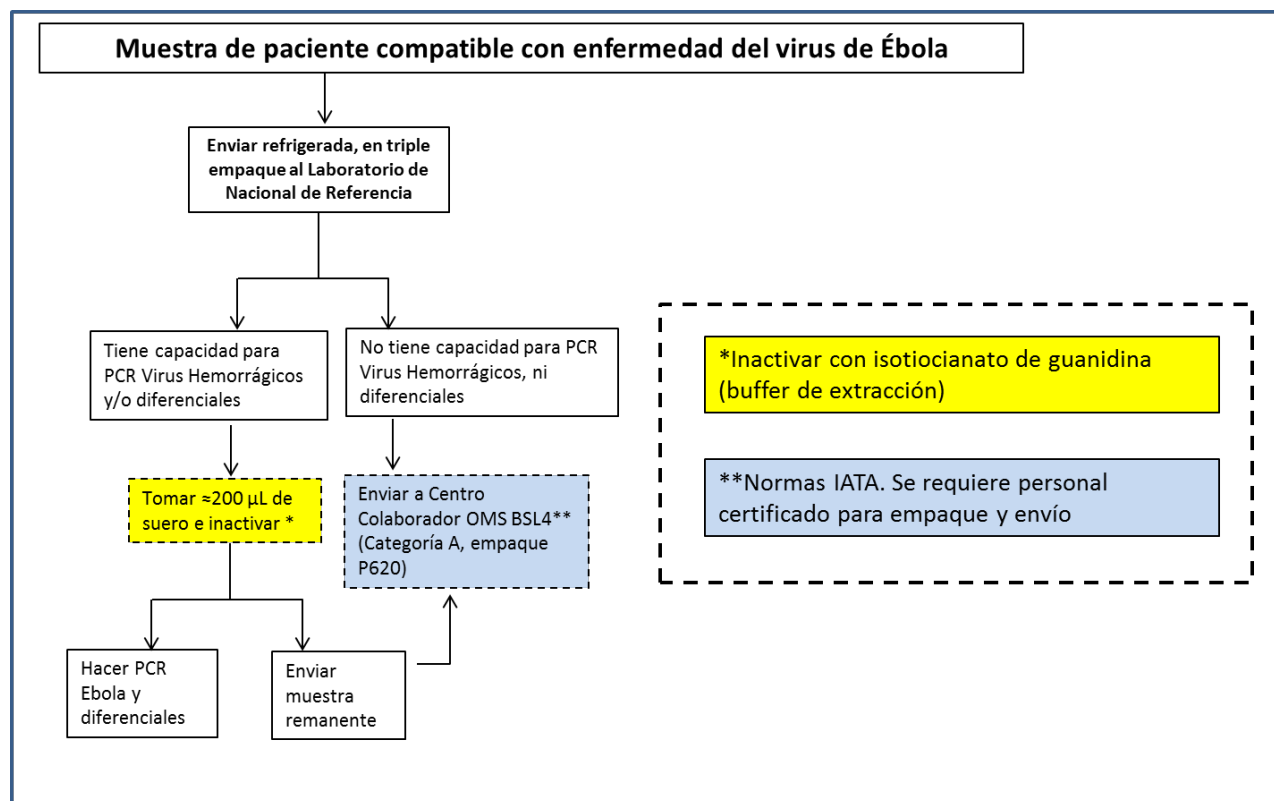 Muestra de paciente compatible con enfermedad del virus de Ébola
Enviar refrigerada, en triple
empaque al Laboratorio de
Nacional de Referencia
Tiene capacidad para
PCR Virus Hemorrágicos
y/o diferenciales
No tiene capacidad para PCR
Virus Hemorrágicos, ni
diferenciales
Tomar ≈200 µL de
suero e inactivar *
Enviar a Centro
Colaborador OMS BSL4**
(Categoría A, empaque
P620)
Hacer PCR
Ebola y
diferenciales
Enviar
muestra
remanente
*Inactivar con isotiocianato de guanidina
(buffer de extracción)
**Normas IATA. Se requiere personal
certificado para empaque y envío